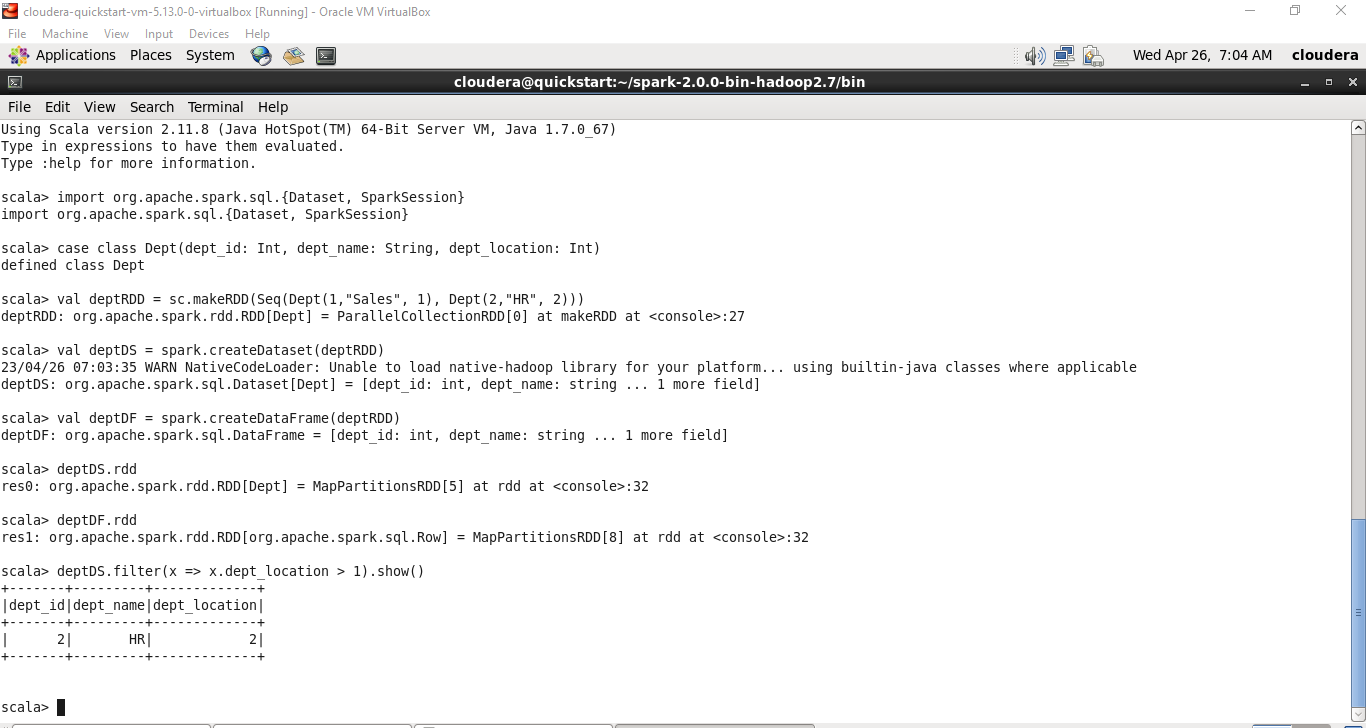 cloudera-quickstart-vm-5.13.0-0-virtualbox [Running] - Oracle VM VirtualBox
File Machine View Input Devices Help
Applications Places System Wed Apr 26, 7:04 AM cloudera
cloudera@quickstart:~/spark-2.0.0-bin-hadoop2.7/bin
File Edit View Search Terminal Help
Using Scala version 2.11.8 (Java HotSpot(TM) 64-Bit Server VM, Java 1.7.0_67)
Type in expressions to have them evaluated.
Type :help for more information.
scala> import org.apache.spark.sql.{Dataset, SparkSession}
import org.apache.spark.sql.{Dataset, SparkSession}
scala> case class Dept(dept_id: Int, dept_name: String, dept_location: Int)
defined class Dept
scala> val deptRDD = sc.makeRDD(Seq(Dept(1,"Sales", 1), Dept(2,"HR", 2)))
deptRDD: org.apache.spark.rdd.RDD[Dept] = ParallelCollectionRDD[0] at makeRDD at <console>:27
scala> val deptDS = spark.createDataset(deptRDD)
23/04/26 07:03:35 WARN NativeCodeLoader: Unable to load native-hadoop library for your platform... using builtin-java classes where applicable
deptDS: org.apache.spark.sql.Dataset[Dept] = [dept_id: int, dept_name: string ... 1 more field]
scala> val deptDF = spark.createDataFrame(deptRDD)
deptDF: org.apache.spark.sql.DataFrame = [dept_id: int, dept_name: string ... 1 more field]
scala> deptDS.rdd
res0: org.apache.spark.rdd.RDD[Dept] = MapPartitionsRDD[5] at rdd at <console>:32
scala> deptDF.rdd
res1: org.apache.spark.rdd.RDD[org.apache.spark.sql.Row] = MapPartitionsRDD[8] at rdd at <console>:32
scala> deptDS.filter(x => x.dept_location > 1).show()
+-------+---------+-------------+
|dept_id|dept_name|dept_location|
+-------+---------+-------------+
|      2|       HR|            2|
+-------+---------+-------------+
scala>